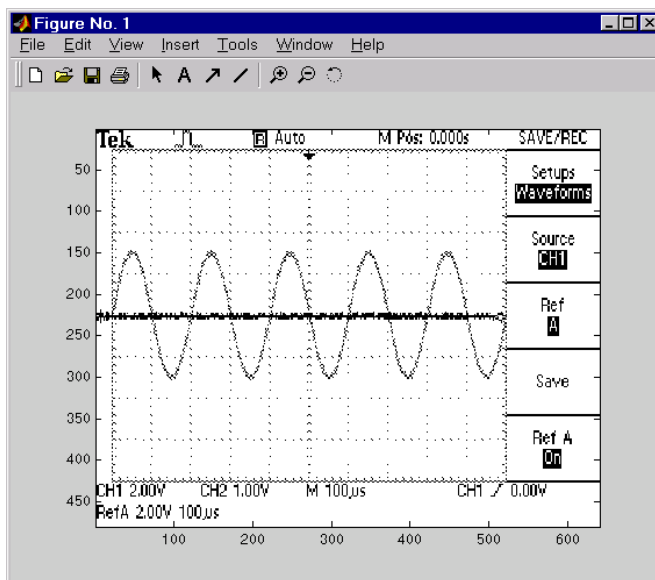 Figure No. 1
File Edit View Insert Tools Window Help
A
Tek R Auto M Pos: 0.000s SAVE/REC
50
100
150
200
250
300
350
400
450
Setups
Waveforms
Source
CH1
Ref
A
Save
Ref A
On
CH1 2.00V CH2 1.00V M 100µs CH1 / 0.00V
RefA 2.00V 100µs
100 200 300 400 500 600